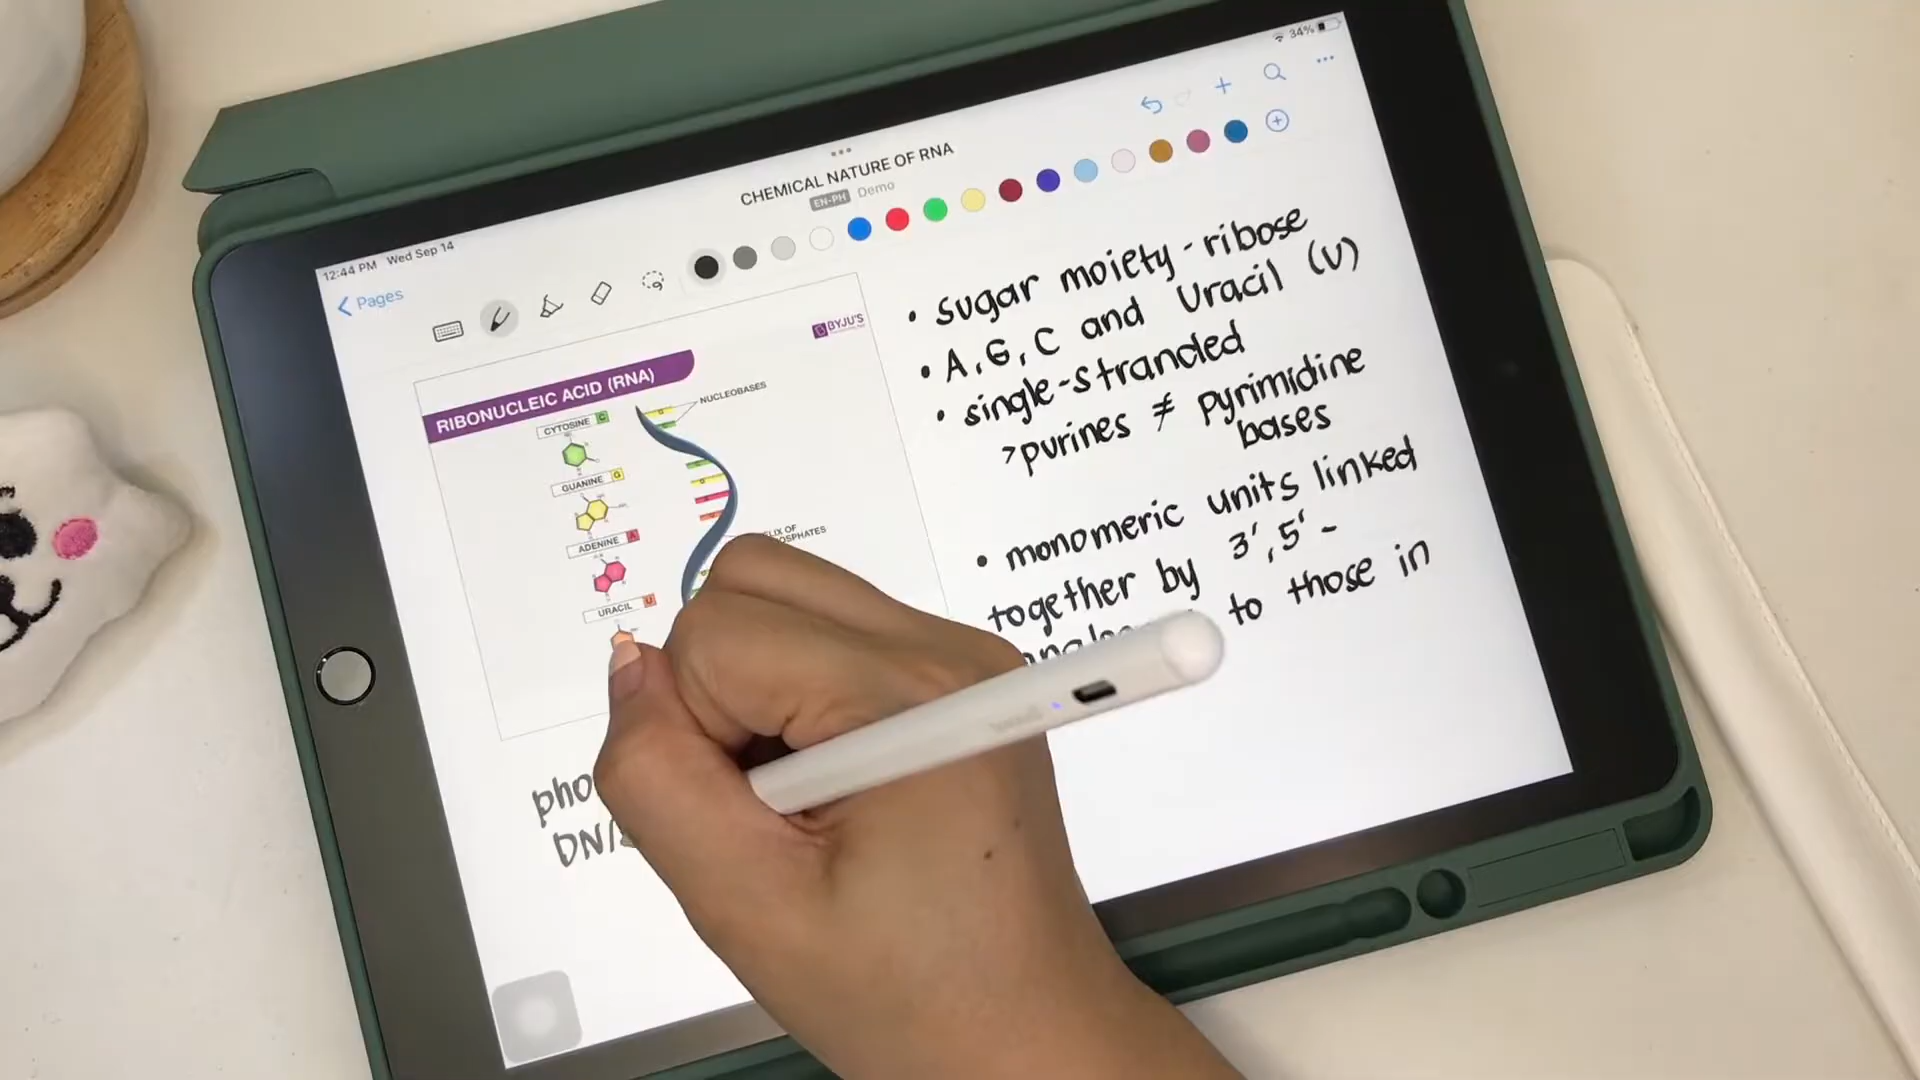 34%
12:44 PM Wed Sep 14
Pages
CHEMICAL NATURE OF RNA
EN-PH Demo
BYJU'S
RIBONUCLEIC ACID (RNA)
CYTOSINE C
GUANINE G
ADENINE A
URACIL U
NUCLEOBASES
• sugar moiety - ribose
• A, G, C and Uracil (U)
• single-stranded
> purines ≠ pyrimidine
bases
• monomeric units linked
together by 3', 5' -
to those in